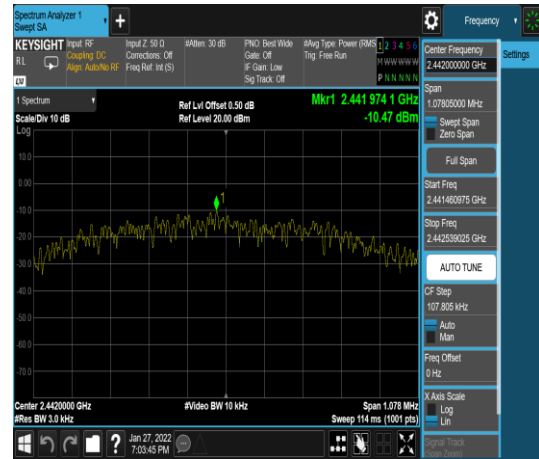 Spectrum Analyzer 1
Swept SA
+
Frequency
KEYSIGHT
Input: RF
Input Z: 50 Ω
#Atten: 30 dB
PNO: Best Wide
#Avg Type: Power (RMS
1 2 3 4 5 6
RL
Coupling: DC
Corrections: Off
Gate: Off
Trig: Free Run
M WWWWW
Align: Auto/No RF
Freq Ref: Int (S)
IF Gain: Low
Sig Track: Off
P N N N N N
1 Spectrum
Scale/Div 10 dB
Ref Lvl Offset 0.50 dB
Ref Level 20.00 dBm
Mkr1 2.441 974 1 GHz
-10.47 dBm
Log
1
10.0
0.00
-10.0
-20.0
-30.0
-40.0
-50.0
-60.0
-70.0
Center 2.4420000 GHz
#Video BW 10 kHz
Span 1.078 MHz
#Res BW 3.0 kHz
Sweep 114 ms (1001 pts)
Jan 27, 2022
7:03:45 PM
?
Center Frequency
2.442000000 GHz
Settings
Span
1.07805000 MHz
Swept Span
Zero Span
Full Span
Start Freq
2.441460975 GHz
Stop Freq
2.442539025 GHz
AUTO TUNE
CF Step
107.805 kHz
Auto
Man
Freq Offset
0 Hz
X Axis Scale
Log
Lin
Signal Track
(Span Zoom)